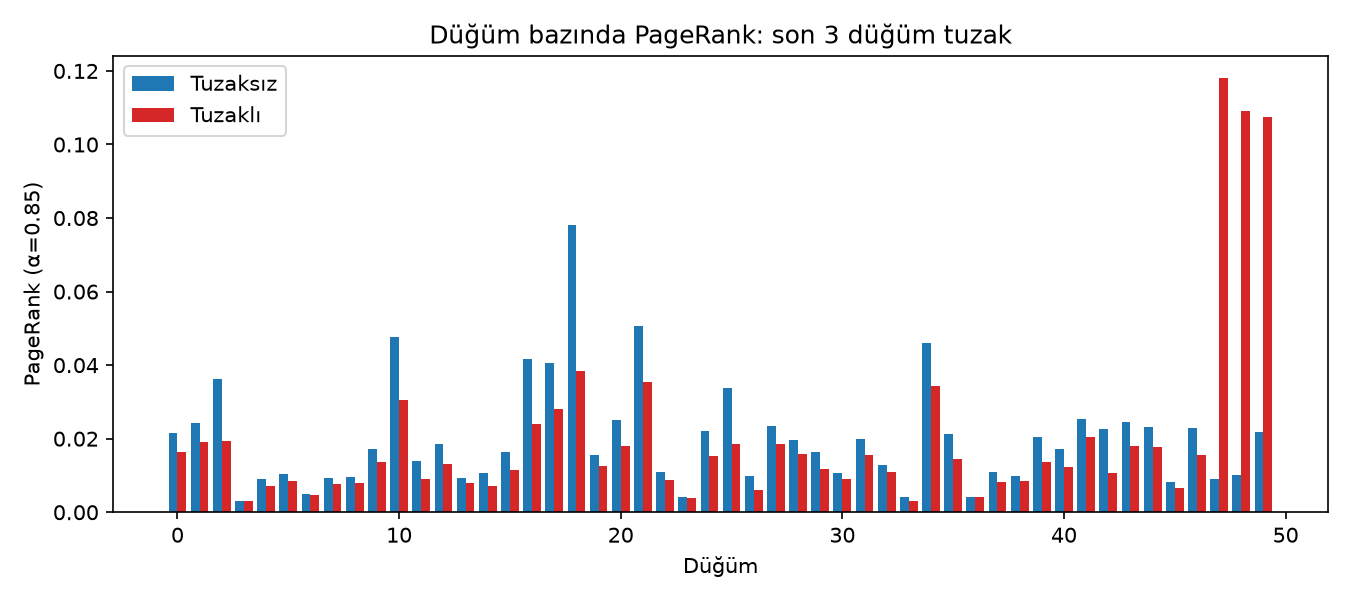 Düğüm bazında PageRank: son 3 düğüm tuzak
Tuzaksız
Tuzaklı
PageRank (α=0.85)
0.12
0.10
0.08
0.06
0.04
0.02
0.00
0 10 20 30 40 50
Düğüm